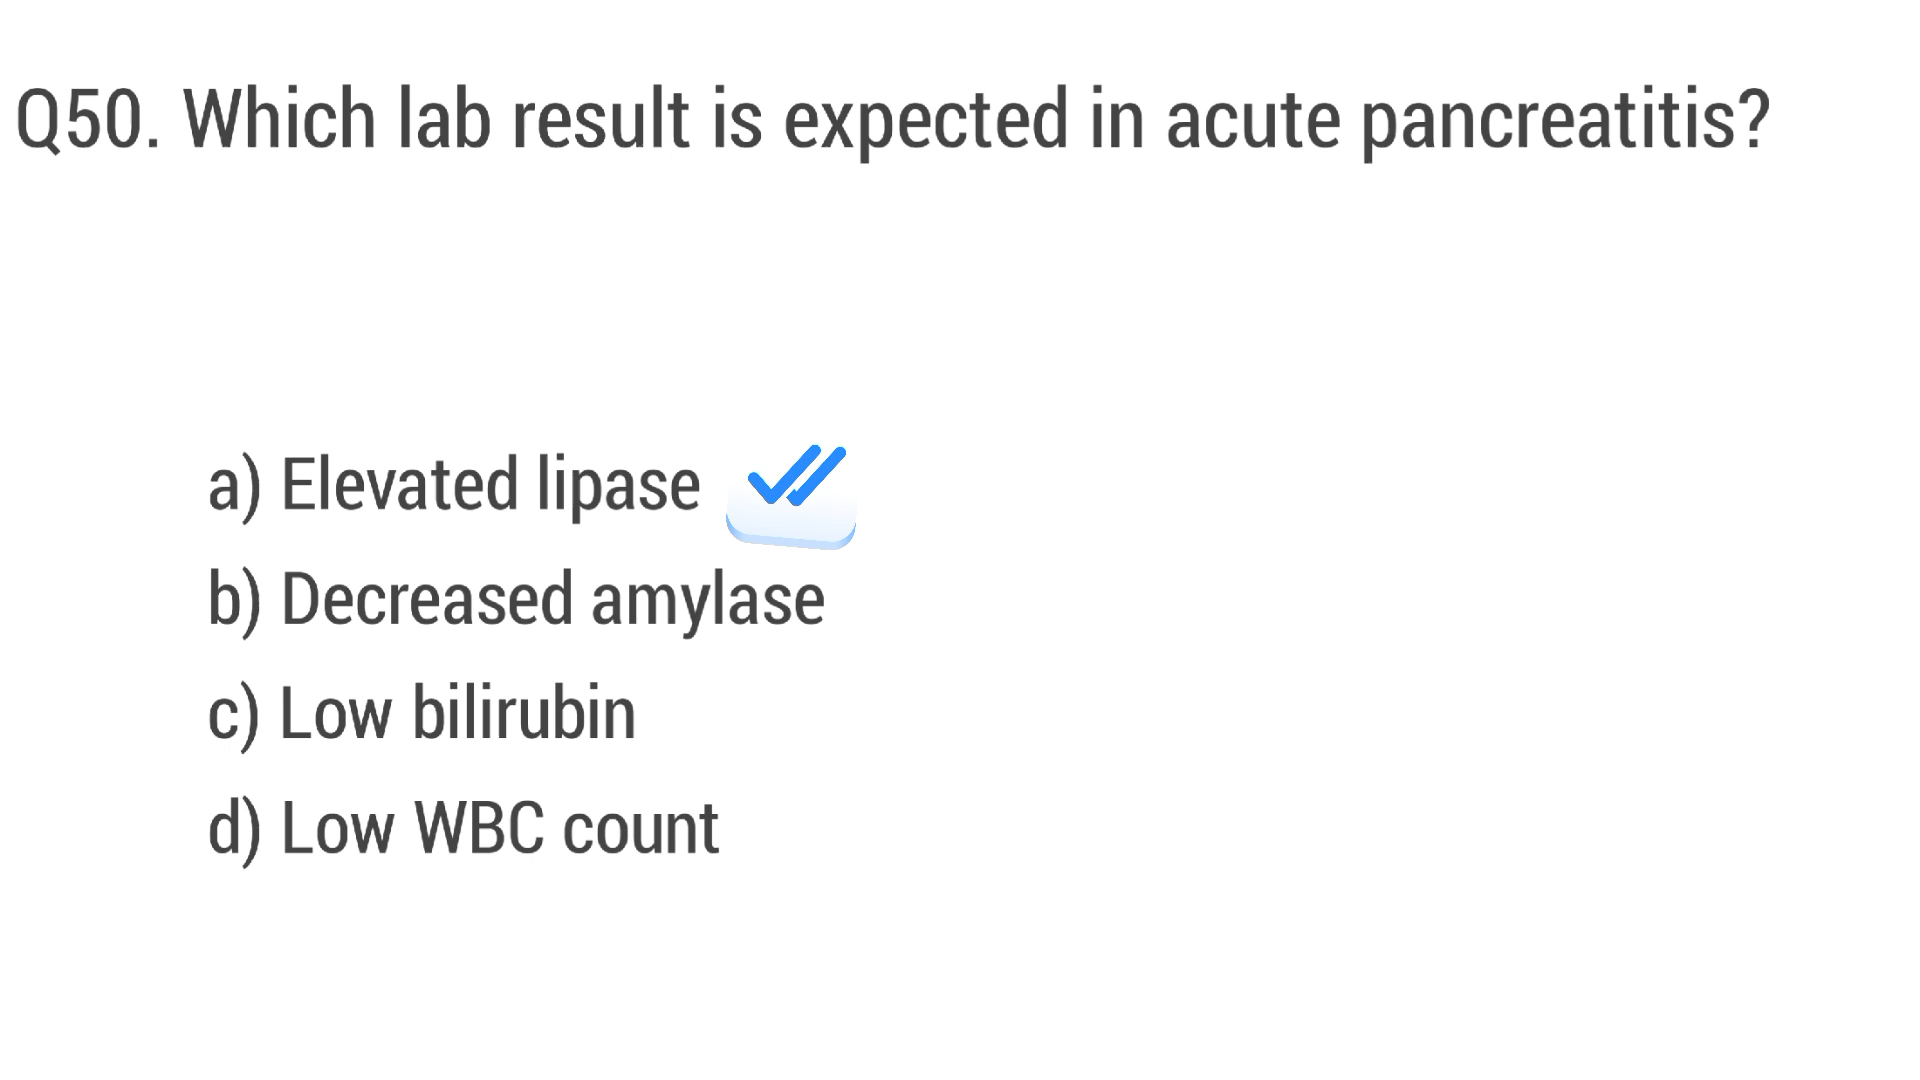 Q50. Which lab result is expected in acute pancreatitis?
a) Elevated lipase
b) Decreased amylase
c) Low bilirubin
d) Low WBC count